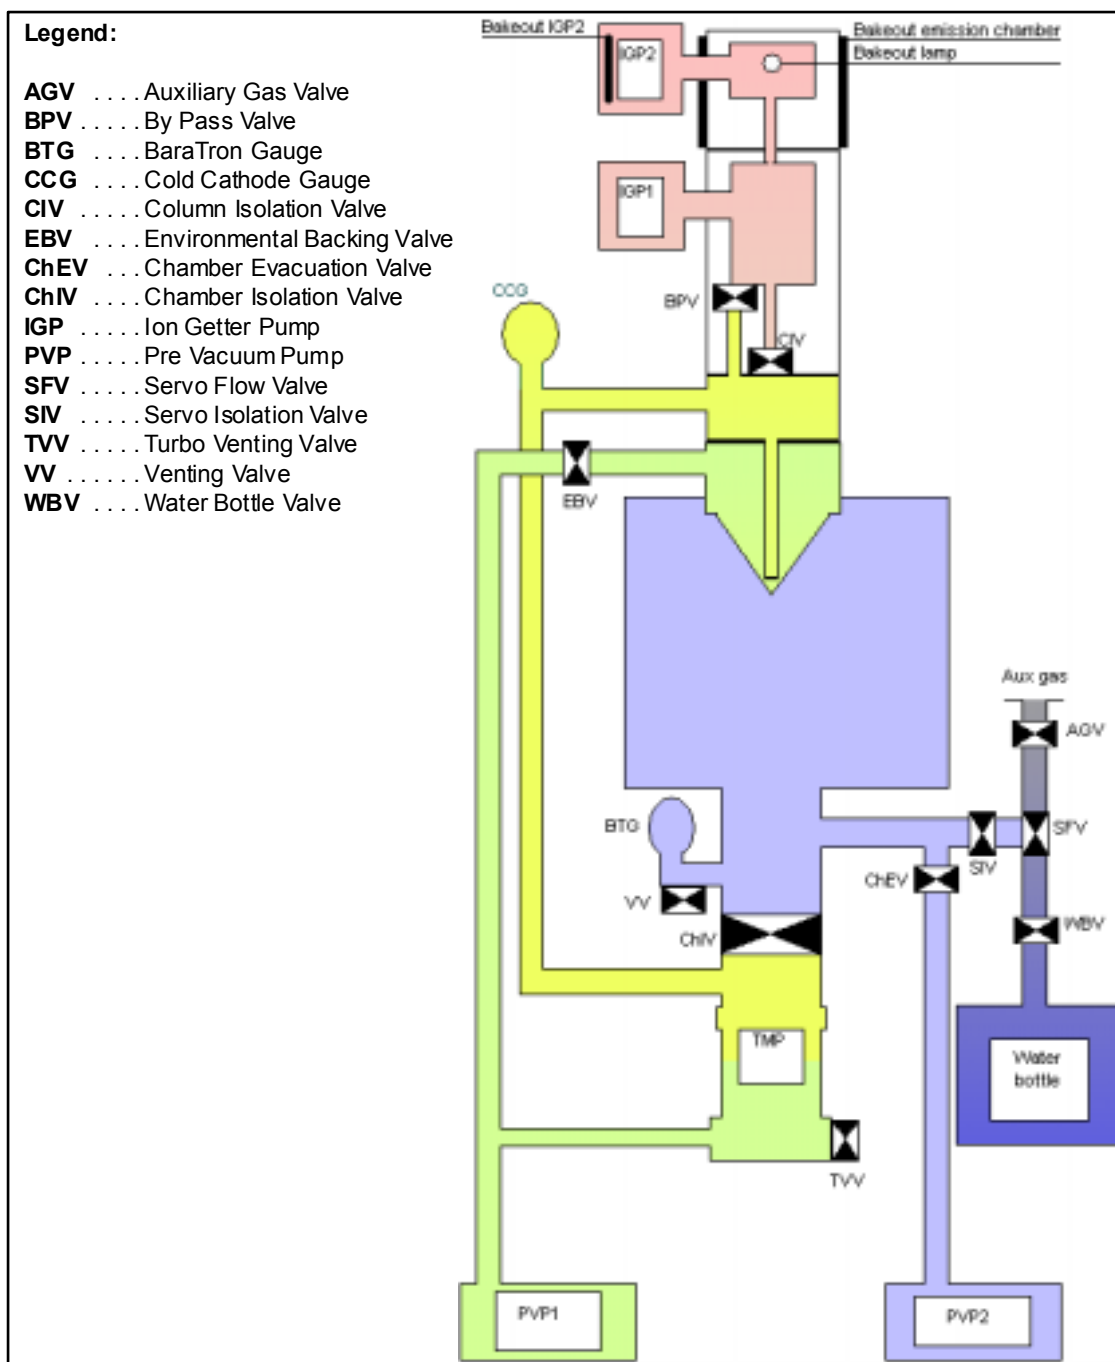 Legend:
AGV . . . . Auxiliary Gas Valve
BPV . . . . . By Pass Valve
BTG . . . . BaraTron Gauge
CCG . . . . Cold Cathode Gauge
CIV . . . . . Column Isolation Valve
EBV . . . . Environmental Backing Valve
ChEV . . . Chamber Evacuation Valve
ChIV . . . . Chamber Isolation Valve
IGP . . . . . Ion Getter Pump
PVP . . . . . Pre Vacuum Pump
SFV . . . . . Servo Flow Valve
SIV . . . . . Servo Isolation Valve
TVV . . . . . Turbo Venting Valve
VV . . . . . . Venting Valve
WBV . . . . Water Bottle Valve
Bakeout IGP2
Bakeout emission chamber
Bakeout lamp
IGP2
IGP1
CCG
BPV
CIV
EBV
Aux gas
AGV
BTG
SFV
SIV
ChEV
VV
ChIV
WBV
TMP
Water
bottle
TVV
PVP1
PVP2